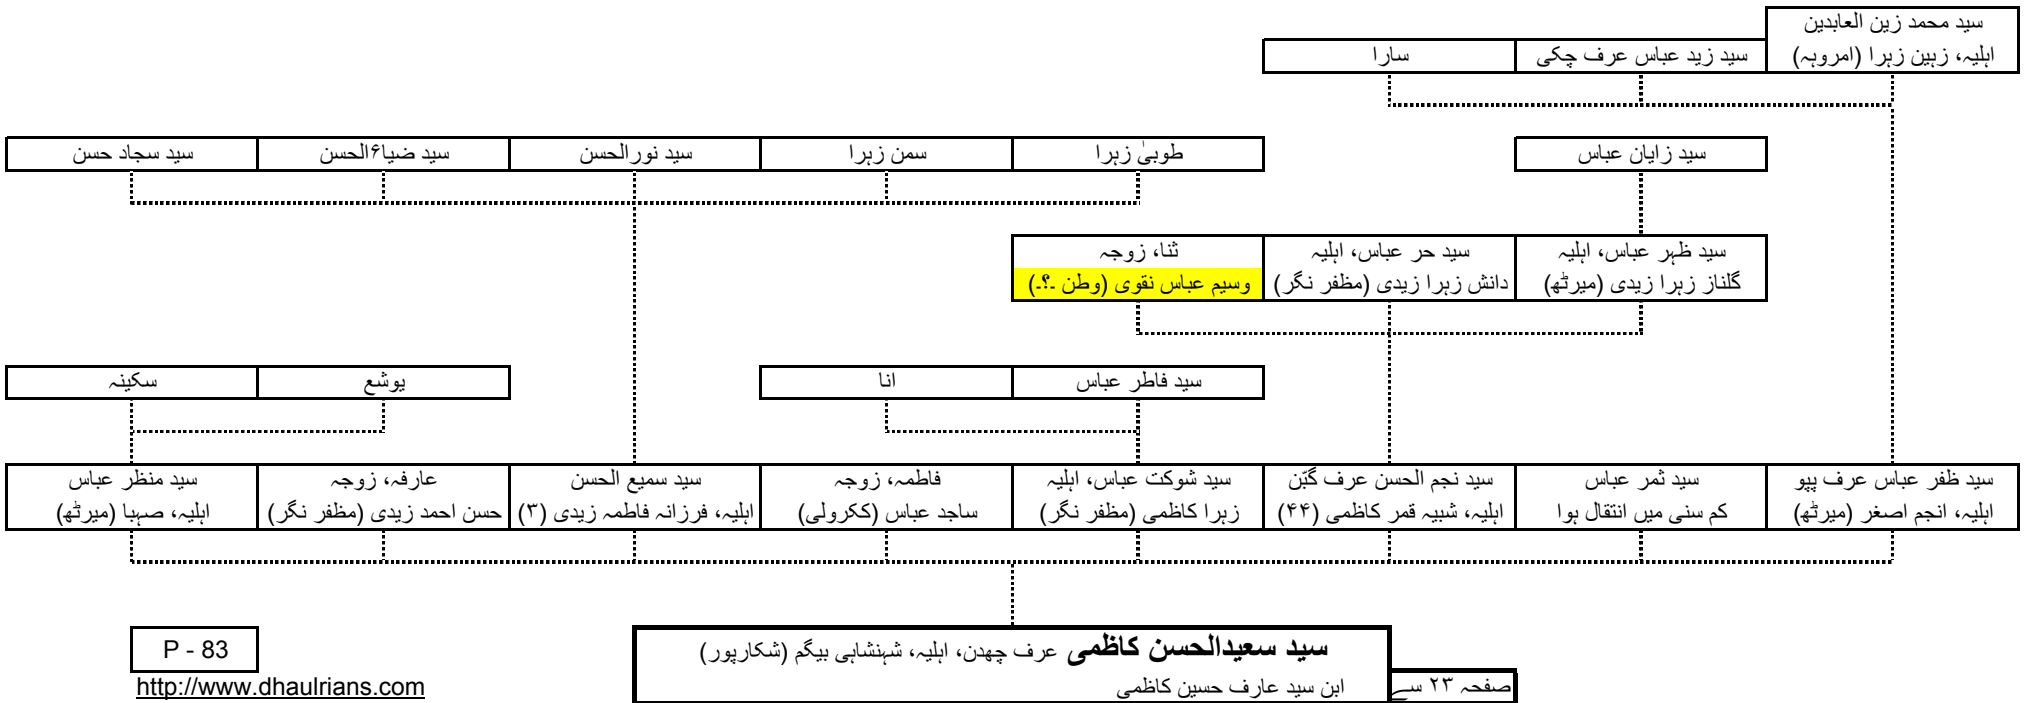 سید محمد زین العابدین
اہلیہ، زہین زہرا (امروہہ)
سید زید عباس عرف چکی
سارا
طوبیٰ زہرا
سمن زہرا
سید نورالحسن
سید ضیا۶الحسن
سید سجاد حسن
سید زایان عباس
سید ظہر عباس، اہلیہ
گلناز زہرا زیدی (میرٹھ)
سید حر عباس، اہلیہ
دانش زہرا زیدی (مظفر نگر)
ثنا، زوجہ
وسیم عباس نقوی (وطن ۔؟۔)
سید فاطر عباس
انا
یوشع
سکینہ
سید ظفر عباس عرف پپو
اہلیہ، انجم اصغر (میرٹھ)
سید ثمر عباس
کم سنی میں انتقال ہوا
سید نجم الحسن عرف گبّن
اہلیہ، شبیہ قمر کاظمی (۴۴)
سید شوکت عباس، اہلیہ
زہرا کاظمی (مظفر نگر)
فاطمہ، زوجہ
ساجد عباس (ککرولی)
سید سمیع الحسن
اہلیہ، فرزانہ فاطمہ زیدی (۳)
عارفہ، زوجہ
حسن احمد زیدی (مظفر نگر)
سید منظر عباس
اہلیہ، صہبا (میرٹھ)
سید سعیدالحسن کاظمی عرف چھدن، اہلیہ، شہنشاہی بیگم (شکارپور)
ابن سید عارف حسین کاظمی
صفحہ ۲۳ سے
P - 83
http://www.dhaulrians.com